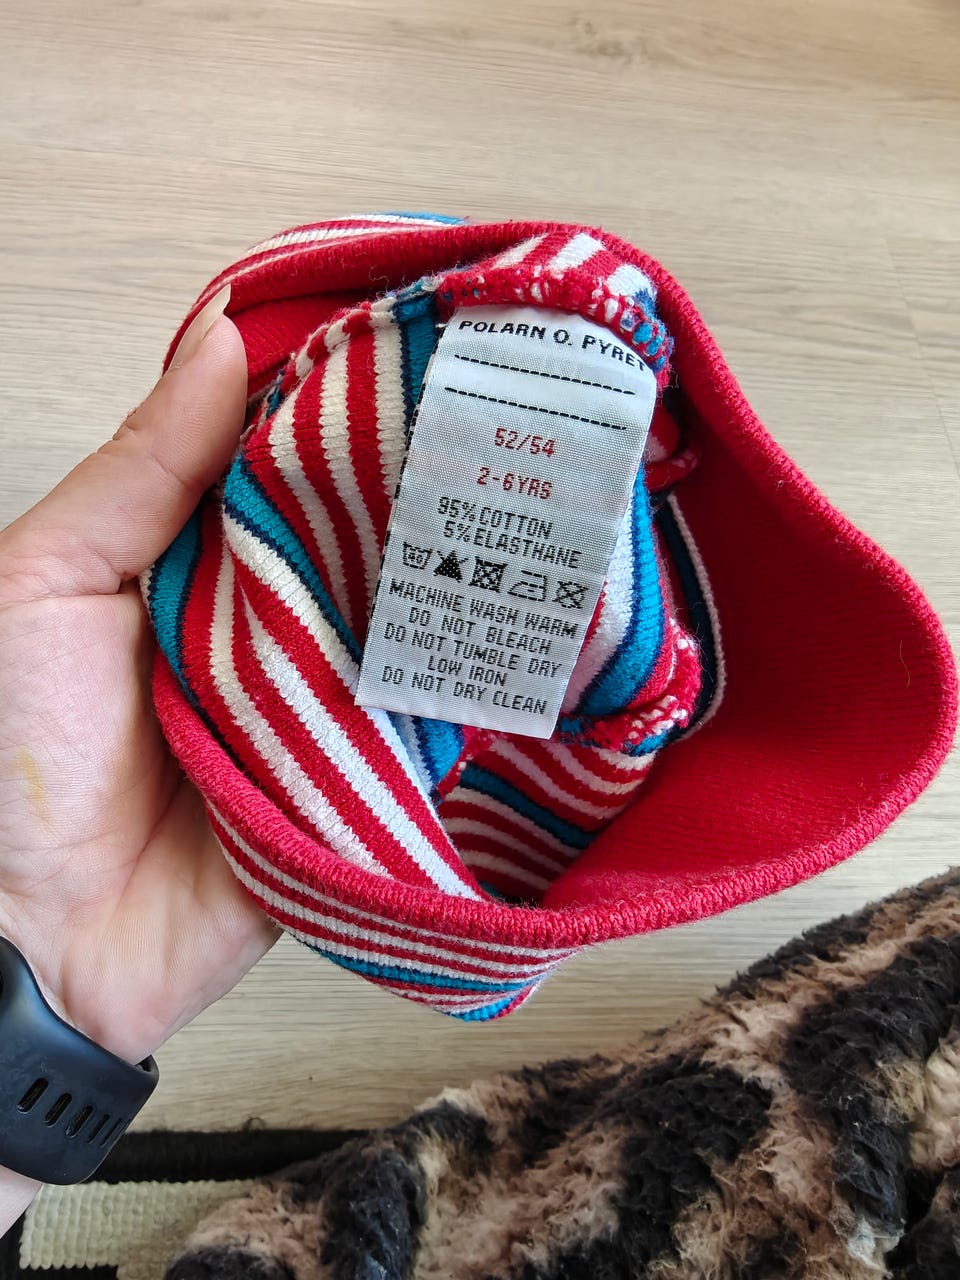 POLARN O. PYRET
52/54
2-6YRS
95% COTTON
5% ELASTHANE
40
MACHINE WASH WARM
DO NOT BLEACH
DO NOT TUMBLE DRY
LOW IRON
DO NOT DRY CLEAN